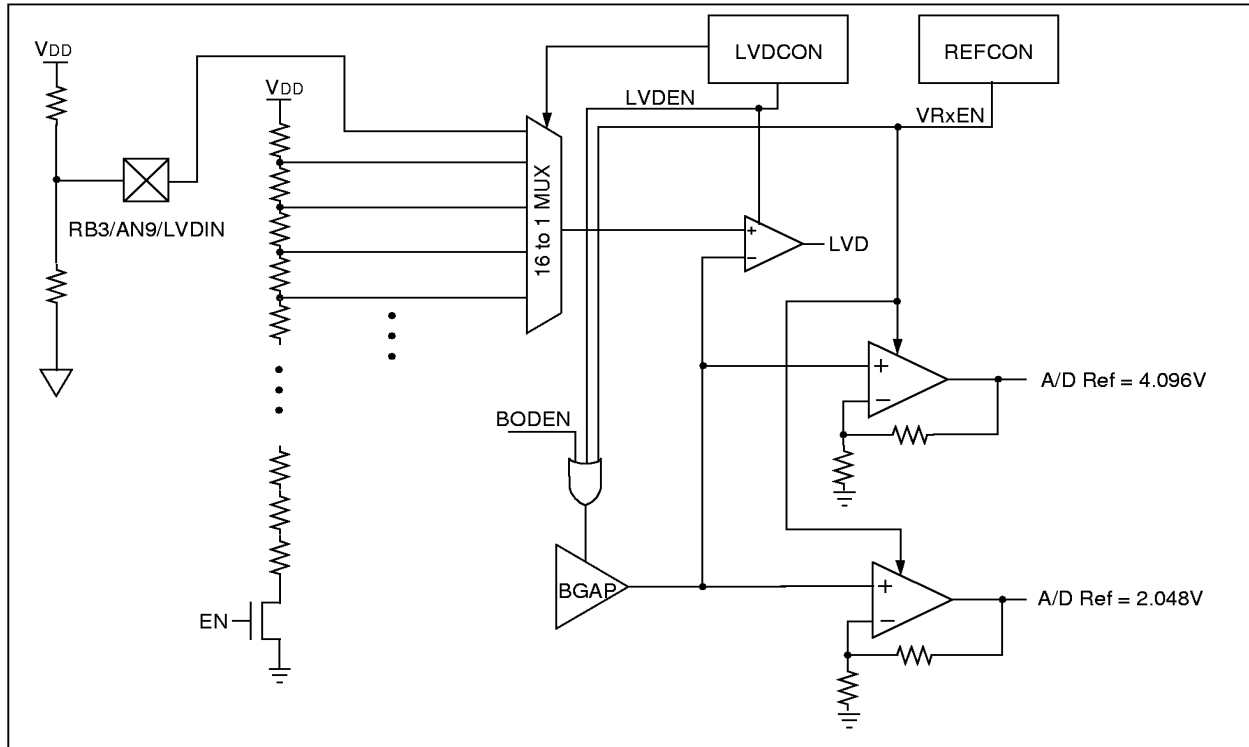 VDD
LVDCON
REFCON
VDD
LVDEN
VRxEN
RB3/AN9/LVDIN
16 to 1 MUX
+
−
LVD
+
−
A/D Ref = 4.096V
BODEN
BGAP
+
−
A/D Ref = 2.048V
EN